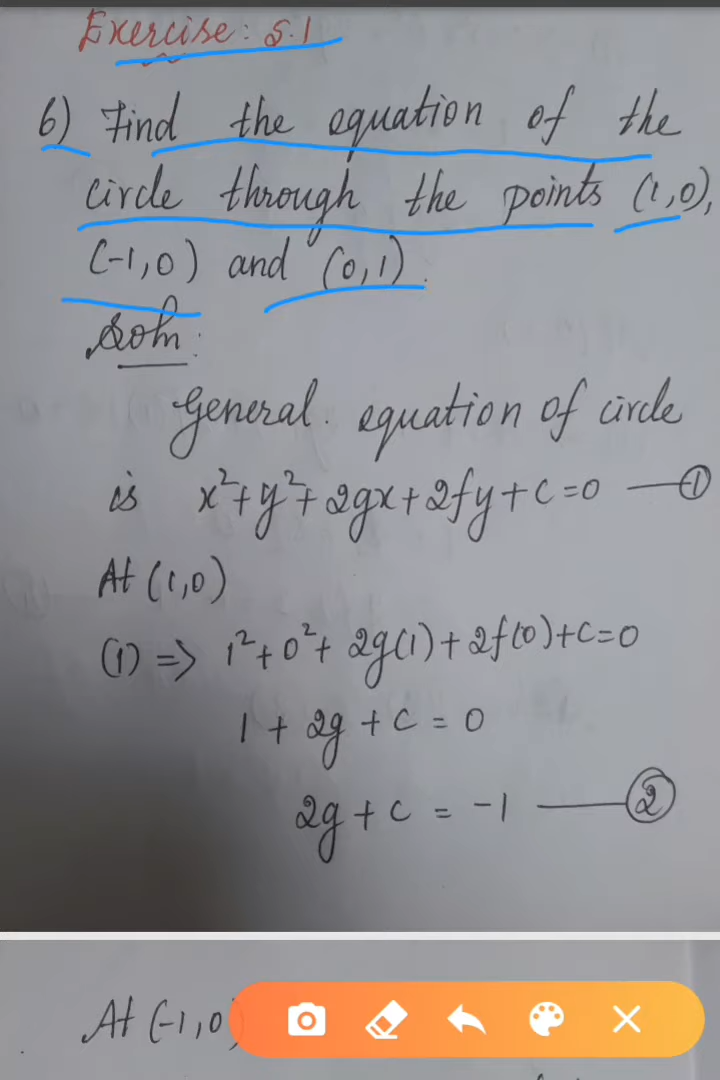 Exercise: 5.1
6) Find the equation of the
circle through the points (1,0),
(-1,0) and (0,1).
Soln:
General. equation of circle
is x²+y²+2gx+2fy+c=0 —①
At (1,0)
(1) => 1²+0²+ 2g(1)+2f(0)+c=0
1 + 2g + c = 0
2g + c = -1 —②
At (-1,0